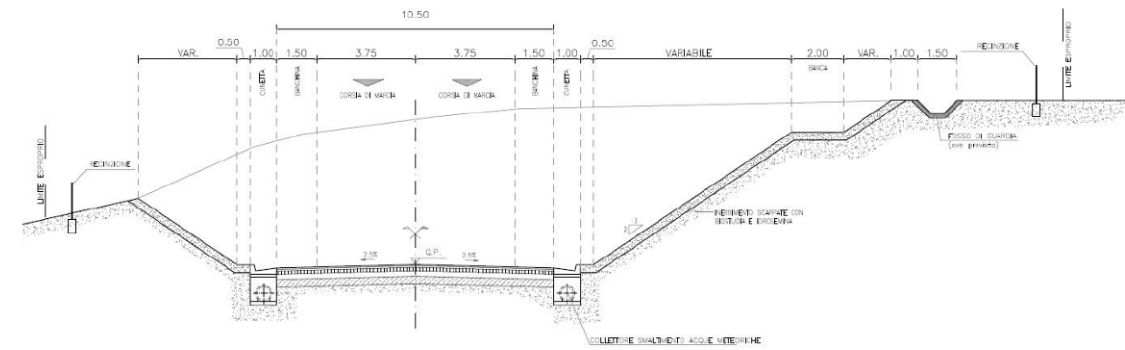 10.50
VAR.
0.50
1.00
1.50
3.75
3.75
1.50
1.00
0.50
VARIABILE
2.00
VAR.
1.00
1.50
CUNETTA
BANCHINA
CORSIA DI MARCIA
CORSIA DI MARCIA
BANCHINA
CUNETTA
BANCA
RECINZIONE
LIMITE ESPROPRIO
LIMITE ESPROPRIO
RECINZIONE
FOSSO DI GUARDIA
(ove previsto)
INERBIMENTO SCARPATE CON
BIOSTUOIA E IDROSEMINA
3
2
2.5%
Q.P.
2.5%
COLLETTORE SMALTIMENTO ACQUE METEORICHE